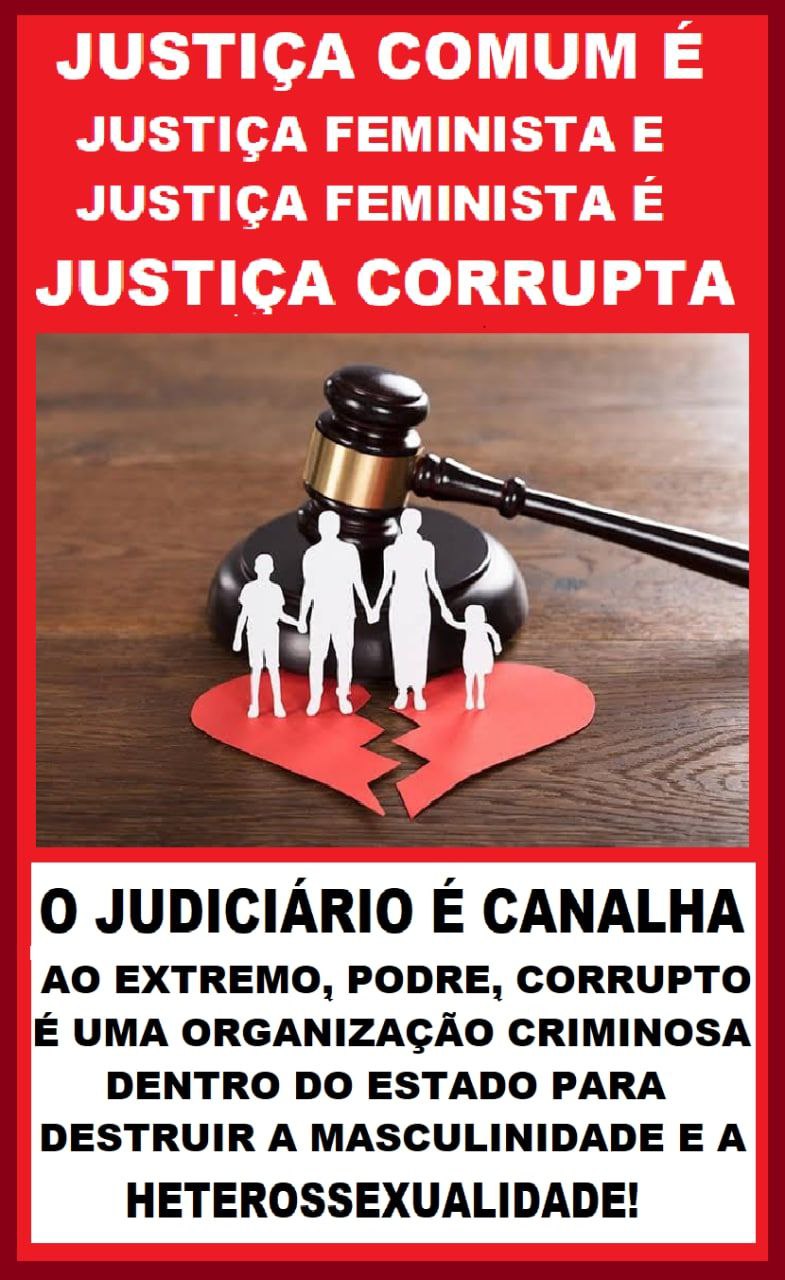 JUSTIÇA COMUM É
JUSTIÇA FEMINISTA E
JUSTIÇA FEMINISTA É
JUSTIÇA CORRUPTA
O JUDICIÁRIO É CANALHA
AO EXTREMO, PODRE, CORRUPTO
É UMA ORGANIZAÇÃO CRIMINOSA
DENTRO DO ESTADO PARA
DESTRUIR A MASCULINIDADE E A
HETEROSSEXUALIDADE!